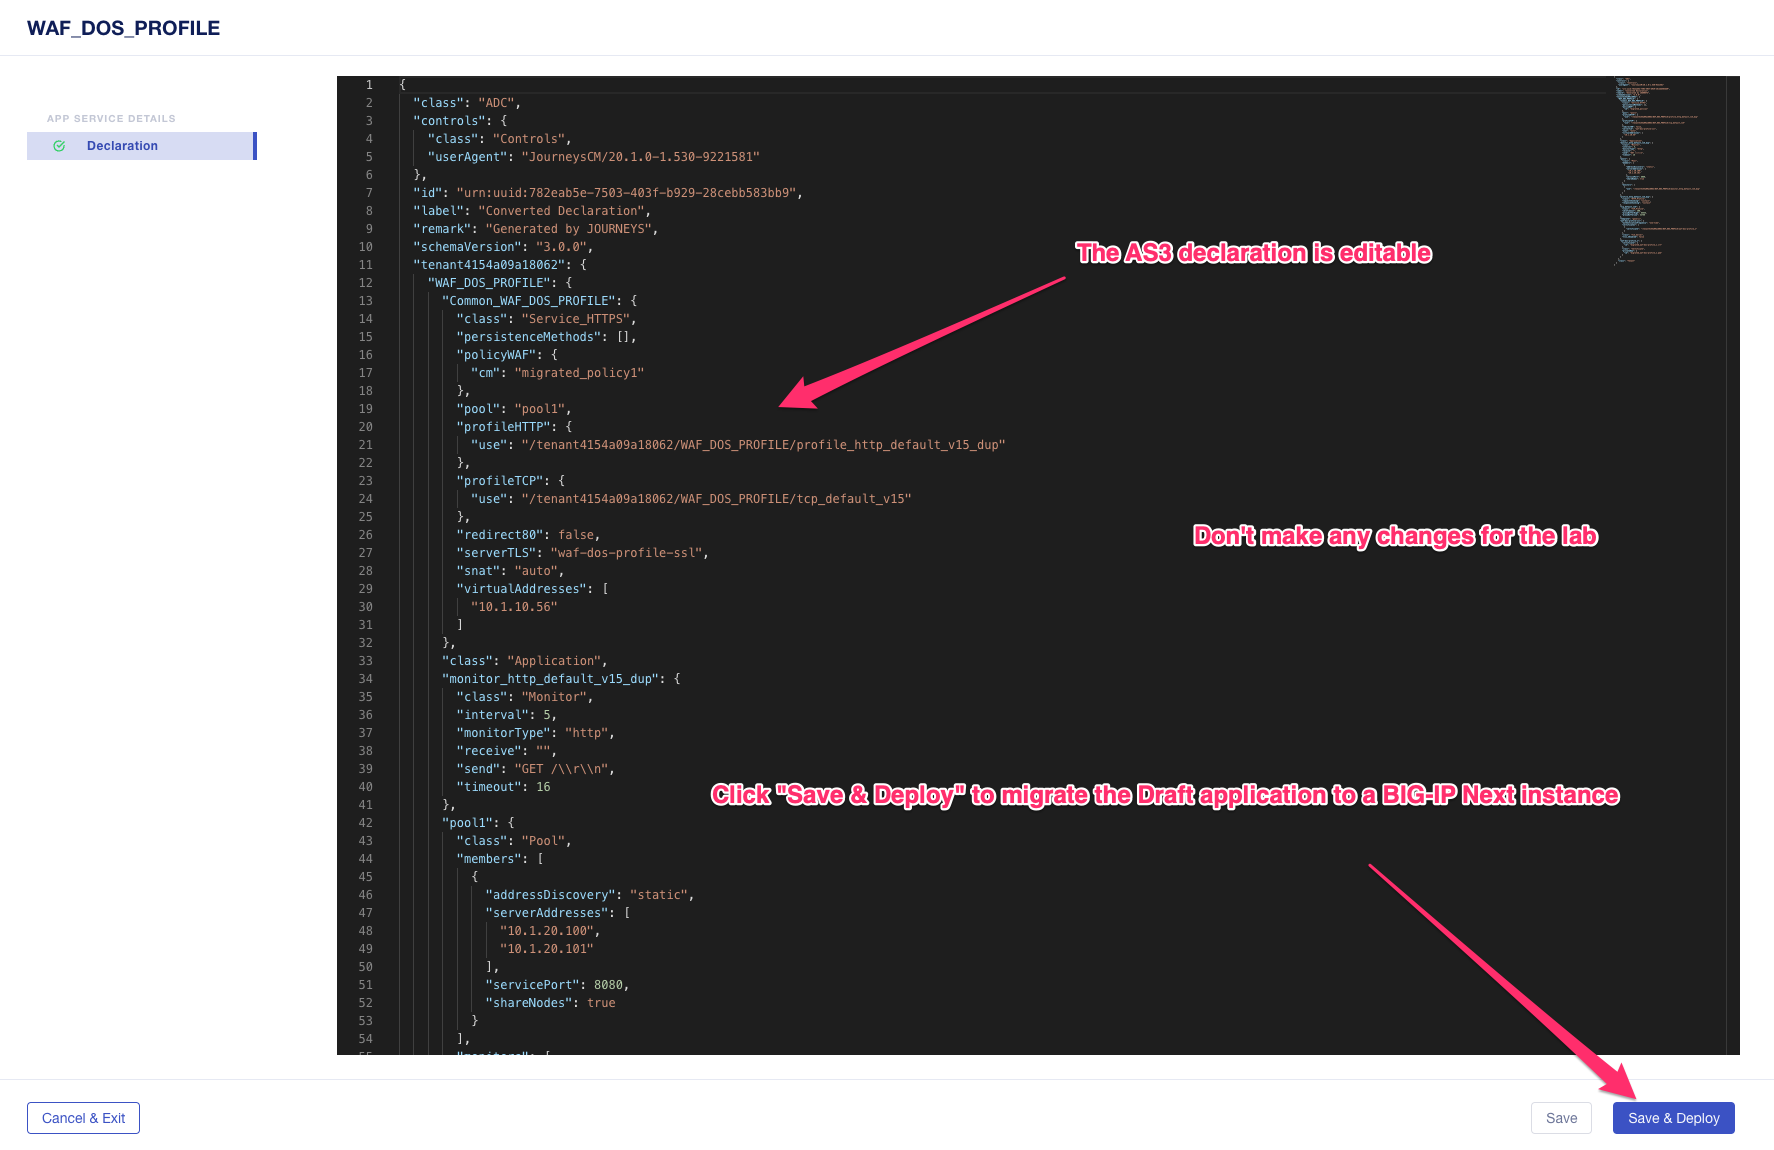 WAF_DOS_PROFILE
APP SERVICE DETAILS
Declaration
1 {
2 "class": "ADC",
3 "controls": {
4 "class": "Controls",
5 "userAgent": "JourneysCM/20.1.0-1.530-9221581"
6 },
7 "id": "urn:uuid:782eab5e-7503-403f-b929-28cebb583bb9",
8 "label": "Converted Declaration",
9 "remark": "Generated by JOURNEYS",
10 "schemaVersion": "3.0.0",
11 "tenant4154a09a18062": {
12 "WAF_DOS_PROFILE": {
13 "Common_WAF_DOS_PROFILE": {
14 "class": "Service_HTTPS",
15 "persistenceMethods": [],
16 "policyWAF": {
17 "cm": "migrated_policy1"
18 },
19 "pool": "pool1",
20 "profileHTTP": {
21 "use": "/tenant4154a09a18062/WAF_DOS_PROFILE/profile_http_default_v15_dup"
22 },
23 "profileTCP": {
24 "use": "/tenant4154a09a18062/WAF_DOS_PROFILE/tcp_default_v15"
25 },
26 "redirect80": false,
27 "serverTLS": "waf-dos-profile-ssl",
28 "snat": "auto",
29 "virtualAddresses": [
30 "10.1.10.56"
31 ]
32 },
33 "class": "Application",
34 "monitor_http_default_v15_dup": {
35 "class": "Monitor",
36 "interval": 5,
37 "monitorType": "http",
38 "receive": "",
39 "send": "GET /\\r\\n",
40 "timeout": 16
41 },
42 "pool1": {
43 "class": "Pool",
44 "members": [
45 {
46 "addressDiscovery": "static",
47 "serverAddresses": [
48 "10.1.20.100",
49 "10.1.20.101"
50 ],
51 "servicePort": 8080,
52 "shareNodes": true
53 }
54 ],
55 "monitors": [
The AS3 declaration is editable
Don't make any changes for the lab
Click "Save & Deploy" to migrate the Draft application to a BIG-IP Next instance
Cancel & Exit
Save
Save & Deploy